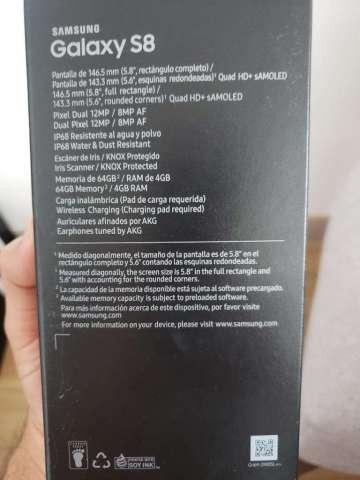 SAMSUNG
Galaxy S8
Pantalla de 146.5 mm (5.8", rectángulo completo) /
Pantalla de 143.3 mm (5.6", esquinas redondeadas)¹ Quad HD+ sAMOLED
146.5 mm (5.8", full rectangle) /
143.3 mm (5.6", rounded corners)¹ Quad HD+ sAMOLED
Pixel Dual 12MP / 8MP AF
Dual Pixel 12MP / 8MP AF
IP68 Resistente al agua y polvo
IP68 Water & Dust Resistant
Escáner de Iris / KNOX Protegido
Iris Scanner / KNOX Protected
Memoria de 64GB² / RAM de 4GB
64GB Memory² / 4GB RAM
Carga inalámbrica (Pad de carga requerida)
Wireless Charging (Charging pad required)
Auriculares afinados por AKG
Earphones tuned by AKG
¹ Medido diagonalmente, el tamaño de la pantalla es de 5.8" en el
rectángulo completo y 5.6" contando las esquinas redondeadas.
¹ Measured diagonally, the screen size is 5.8" in the full rectangle and
5.6" with accounting for the rounded corners.
² La capacidad de la memoria disponible está sujeta al software precargado.
² Available memory capacity is subject to preloaded software.
Para más información acerca de este dispositivo, por favor visite
www.samsung.com
For more information on your device, please visit www.samsung.com
PRINTED WITH
SOY INK